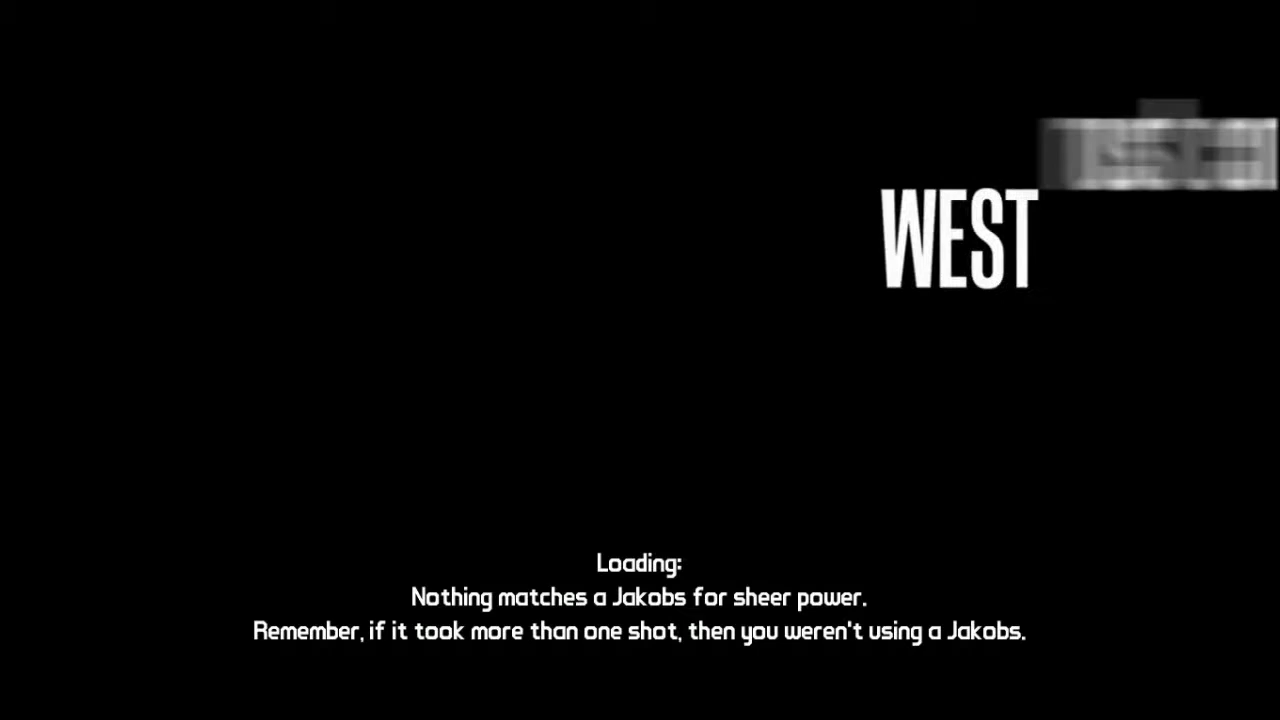 WEST
Loading:
Nothing matches a Jakobs for sheer power.
Remember, if it took more than one shot, then you weren't using a Jakobs.